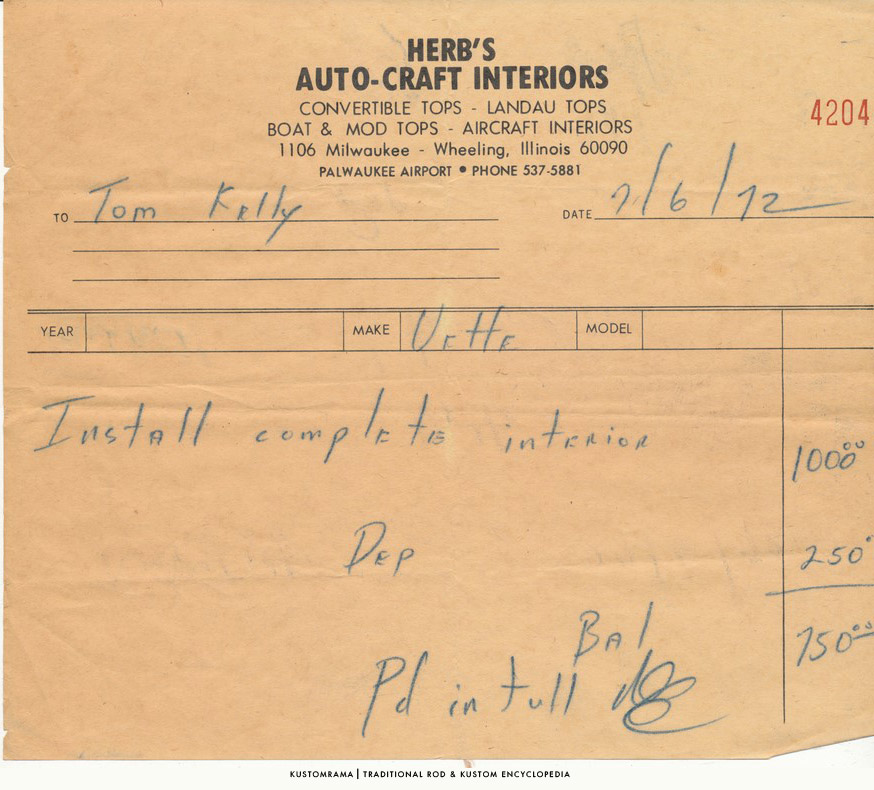 HERB'S
AUTO-CRAFT INTERIORS
CONVERTIBLE TOPS - LANDAU TOPS
BOAT & MOD TOPS - AIRCRAFT INTERIORS
1106 Milwaukee - Wheeling, Illinois 60090
PALWAUKEE AIRPORT • PHONE 537-5881
4204
TO Tom Kelly
DATE 7/6/72
YEAR MAKE Vette MODEL
Install complete interior 1000 00
Dep 250
Bal 750 00
Pd in full
KUSTOMRAMA | TRADITIONAL ROD & KUSTOM ENCYCLOPEDIA